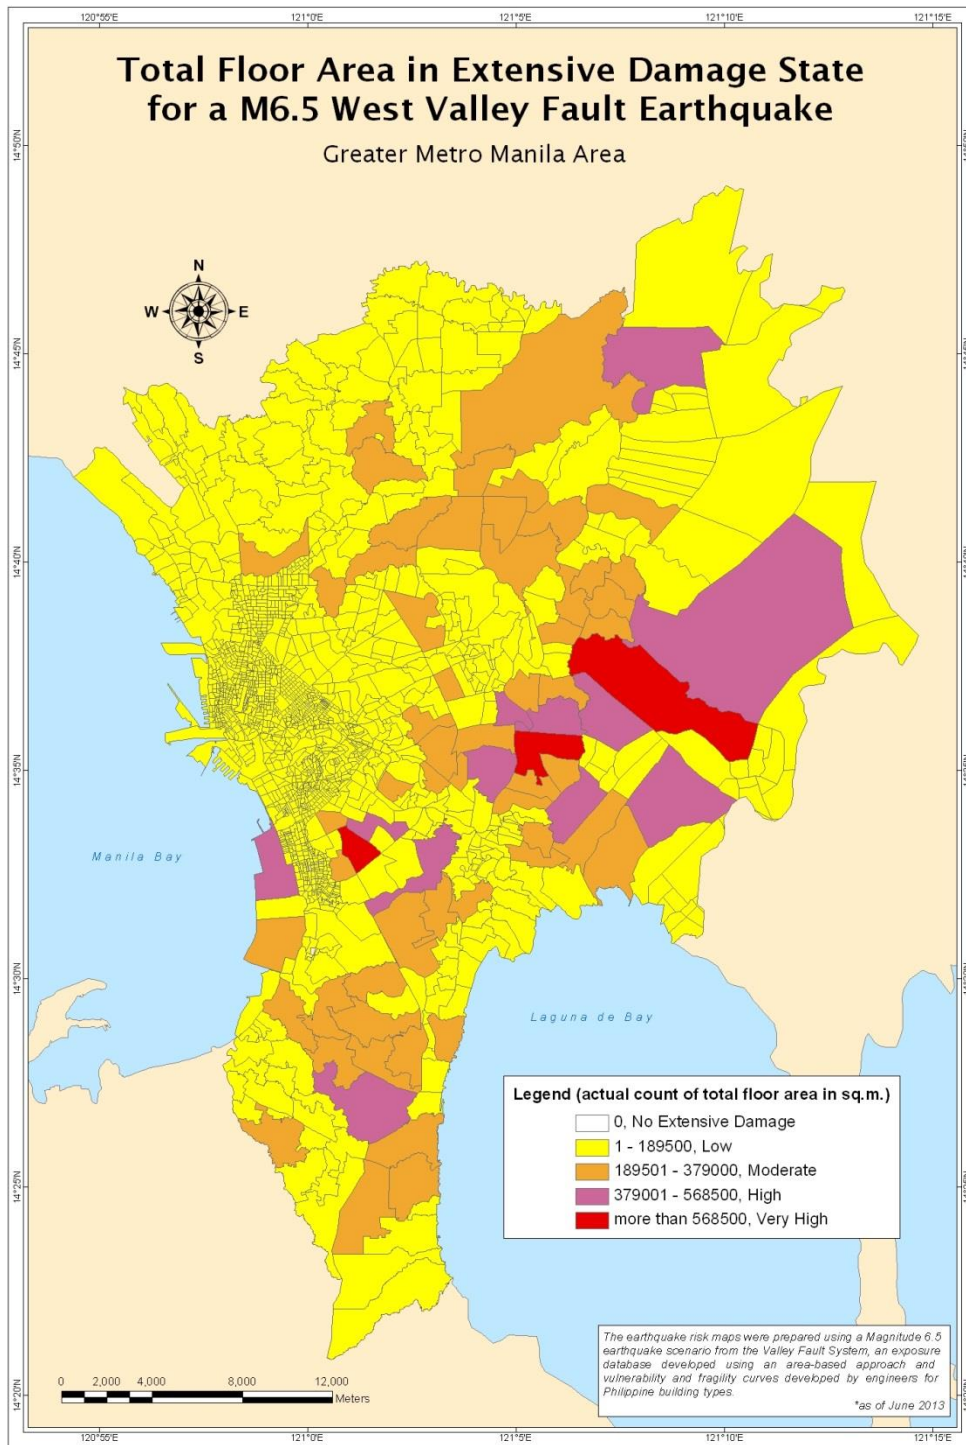 120°55'E 121°0'E 121°5'E 121°10'E 121°15'E
Total Floor Area in Extensive Damage State
for a M6.5 West Valley Fault Earthquake
Greater Metro Manila Area
14°50'N
N
W E
S
14°45'N
14°40'N
14°35'N
Manila Bay
14°30'N
Laguna de Bay
Legend (actual count of total floor area in sq.m.)
0, No Extensive Damage
1 - 189500, Low
189501 - 379000, Moderate
379001 - 568500, High
more than 568500, Very High
14°25'N
The earthquake risk maps were prepared using a Magnitude 6.5
earthquake scenario from the Valley Fault System, an exposure
database developed using an area-based approach and
vulnerability and fragility curves developed by engineers for
Philippine building types.
*as of June 2013
0 2,000 4,000 8,000 12,000
Meters
14°20'N
120°55'E 121°0'E 121°5'E 121°10'E 121°15'E